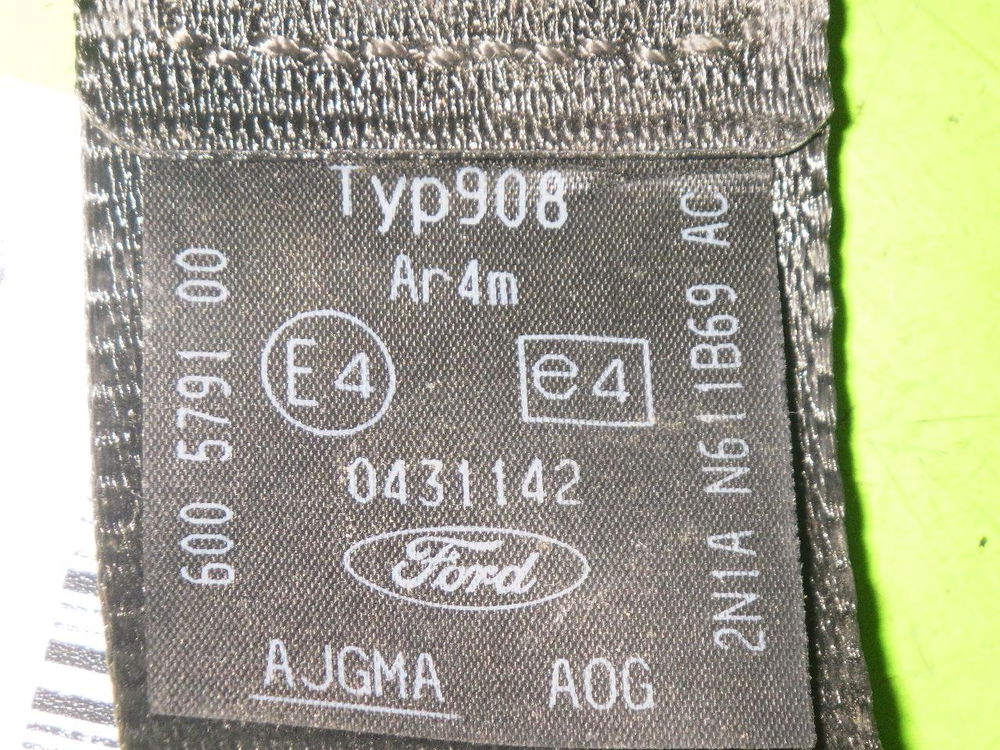 Typ908
Ar4m
E4
e4
0431142
Ford
AJGMA AOG
600 5791 00
2N1A N611B69 AC